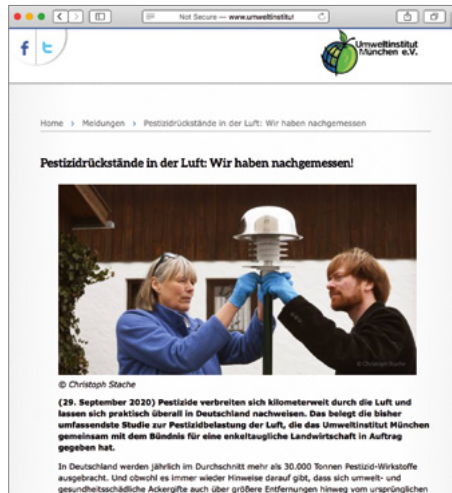 Not Secure — www.umweltinstitut
f
Umweltinstitut
München e.V.
Home › Meldungen › Pestizidrückstände in der Luft: Wir haben nachgemessen
Pestizidrückstände in der Luft: Wir haben nachgemessen!
© Christoph Stache
© Christoph Stache
(29. September 2020) Pestizide verbreiten sich kilometerweit durch die Luft und
lassen sich praktisch überall in Deutschland nachweisen. Das belegt die bisher
umfassendste Studie zur Pestizidbelastung der Luft, die das Umweltinstitut München
gemeinsam mit dem Bündnis für eine enkeltaugliche Landwirtschaft in Auftrag
gegeben hat.
In Deutschland werden jährlich im Durchschnitt mehr als 30.000 Tonnen Pestizid-Wirkstoffe
ausgebracht. Und obwohl es immer wieder Hinweise darauf gibt, dass sich umwelt- und
gesundheitsschädliche Ackergifte auch über größere Entfernungen hinweg vom ursprünglichen